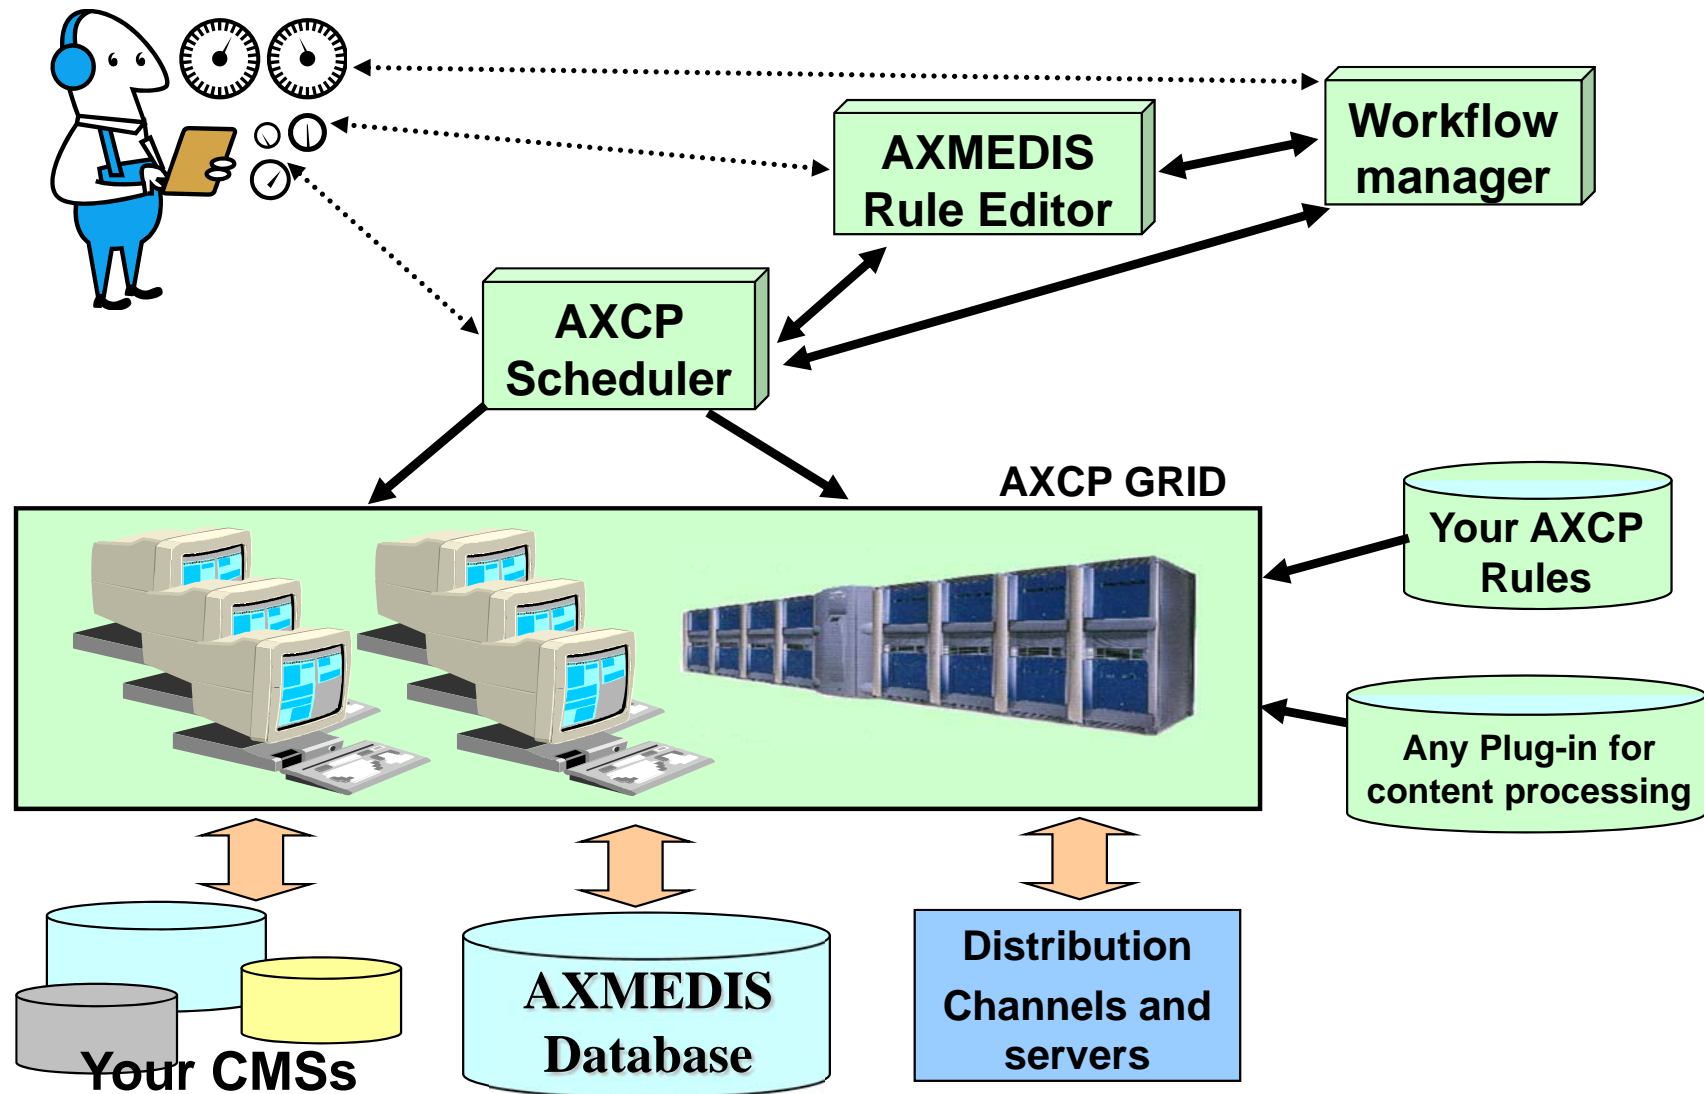 Workflow
manager
AXMEDIS
Rule Editor
AXCP
Scheduler
AXCP GRID
Your AXCP
Rules
Any Plug-in for
content processing
Your CMSs
AXMEDIS
Database
Distribution
Channels and
servers